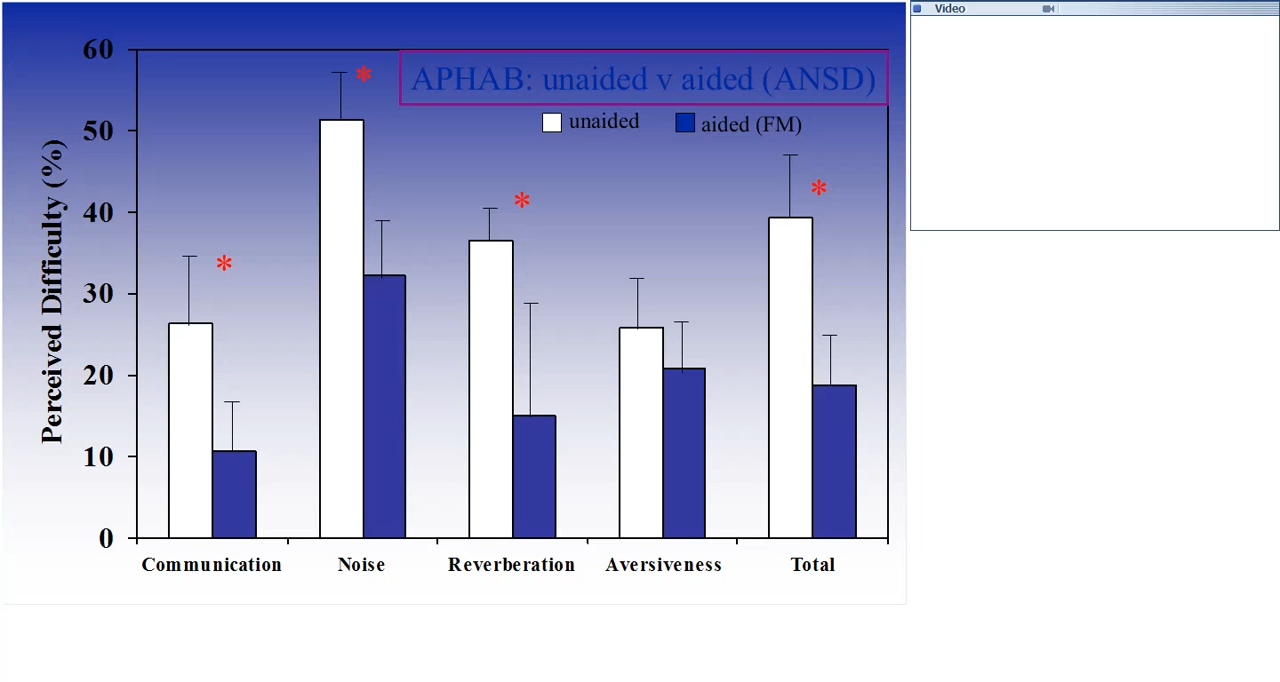 Video
APHAB: unaided v aided (ANSD)
unaided
aided (FM)
Perceived Difficulty (%)
60
50
40
30
20
10
0
*
*
*
*
Communication
Noise
Reverberation
Aversiveness
Total